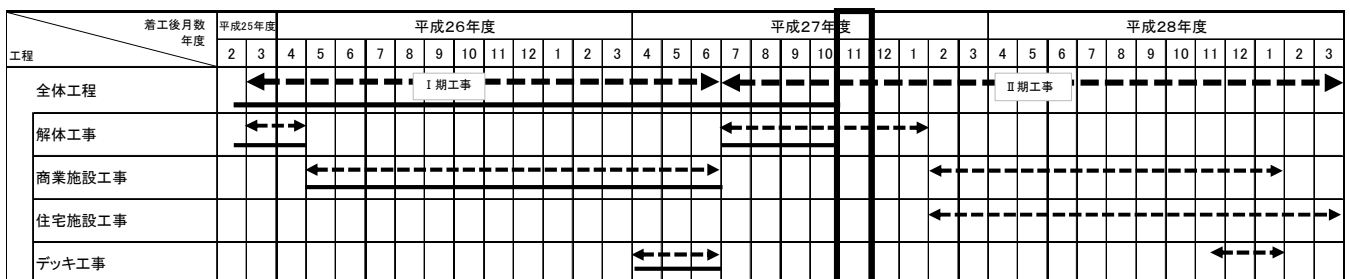 着工後月数
年度
工程
平成25年度 平成26年度 平成27年度 平成28年度
2 3 4 5 6 7 8 9 10 11 12 1 2 3 4 5 6 7 8 9 10 11 12 1 2 3 4 5 6 7 8 9 10 11 12 1 2 3
全体工程 Ⅰ期工事 Ⅱ期工事
解体工事
商業施設工事
住宅施設工事
デッキ工事